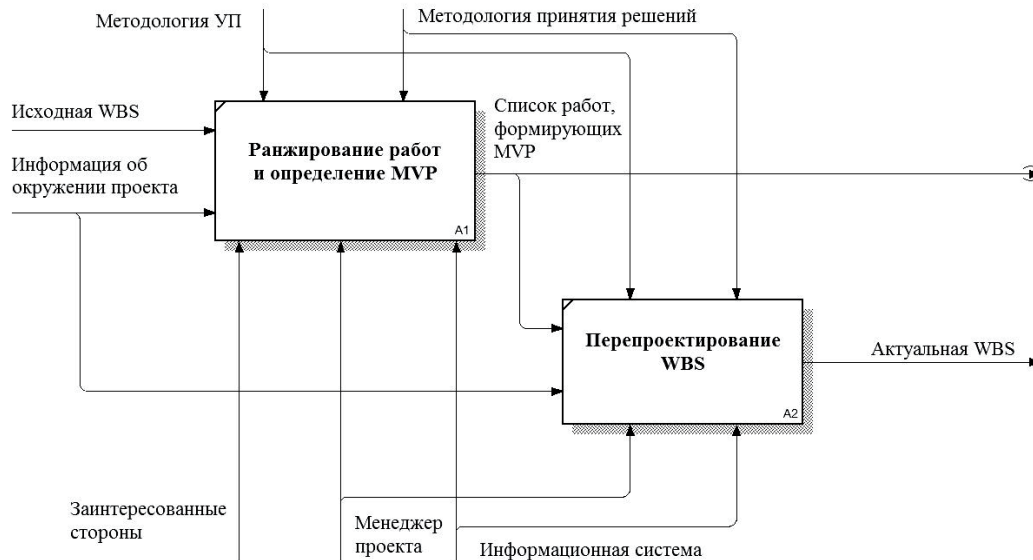 Методология УП
Методология принятия решений
Исходная WBS
Информация об
окружении проекта
Ранжирование работ
и определение MVP
A1
Список работ,
формирующих
MVP
Перепроектирование
WBS
A2
Актуальная WBS
Заинтересованные
стороны
Менеджер
проекта
Информационная система